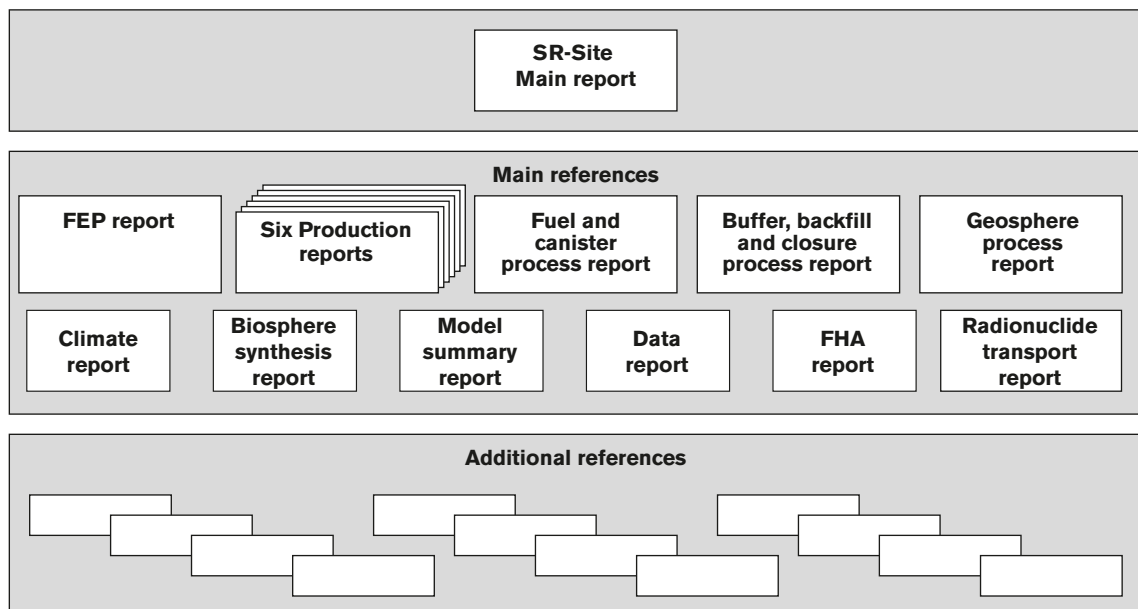 SR-Site
Main report
Main references
FEP report
Six Production
reports
Fuel and
canister
process report
Buffer, backfill
and closure
process report
Geosphere
process
report
Climate
report
Biosphere
synthesis
report
Model
summary
report
Data
report
FHA
report
Radionuclide
transport
report
Additional references